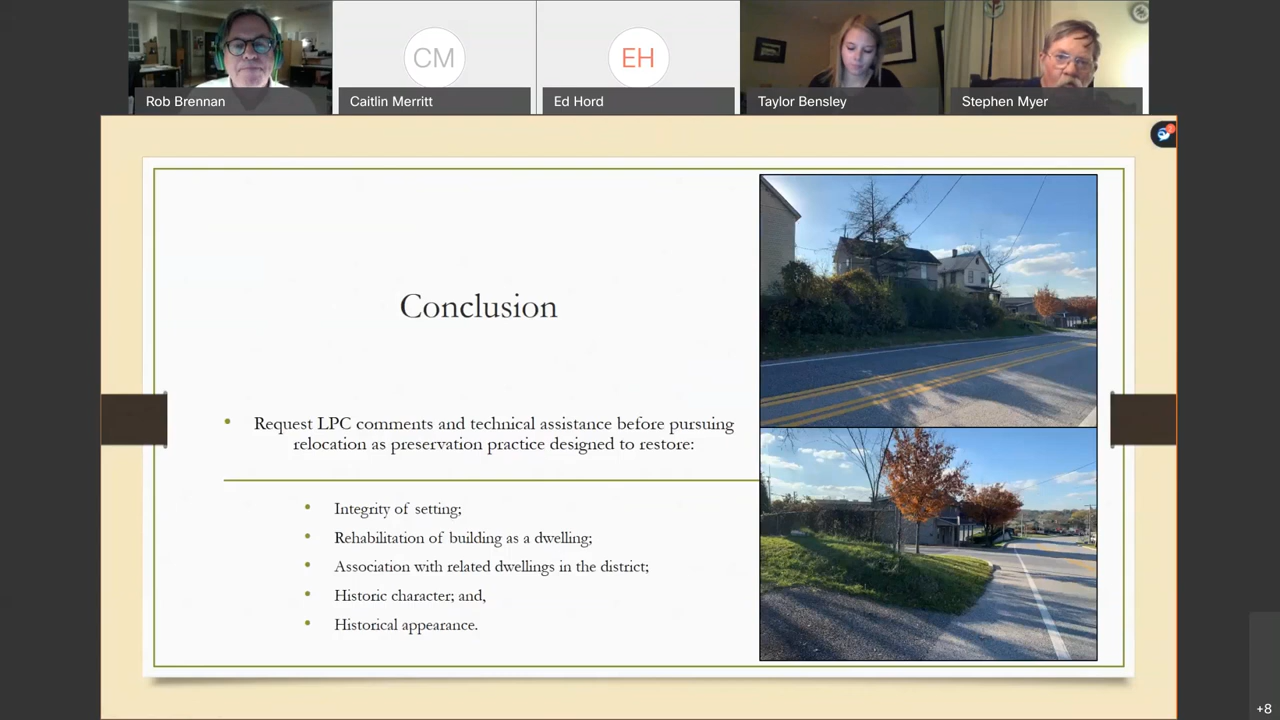 Rob Brennan
CM
Caitlin Merritt
EH
Ed Hord
Taylor Bensley
Stephen Myer
Conclusion
• Request LPC comments and technical assistance before pursuing
relocation as preservation practice designed to restore:
• Integrity of setting;
• Rehabilitation of building as a dwelling;
• Association with related dwellings in the district;
• Historic character; and,
• Historical appearance.
+8